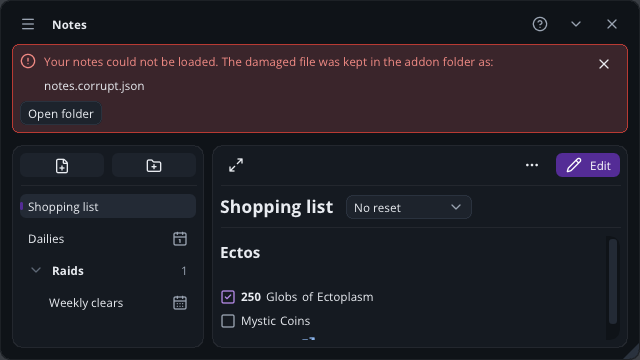 Notes
Your notes could not be loaded. The damaged file was kept in the addon folder as:
notes.corrupt.json
Open folder
Edit
Shopping list
Dailies
Raids 1
Weekly clears
Shopping list No reset
Ectos
250 Globs of Ectoplasm
Mystic Coins